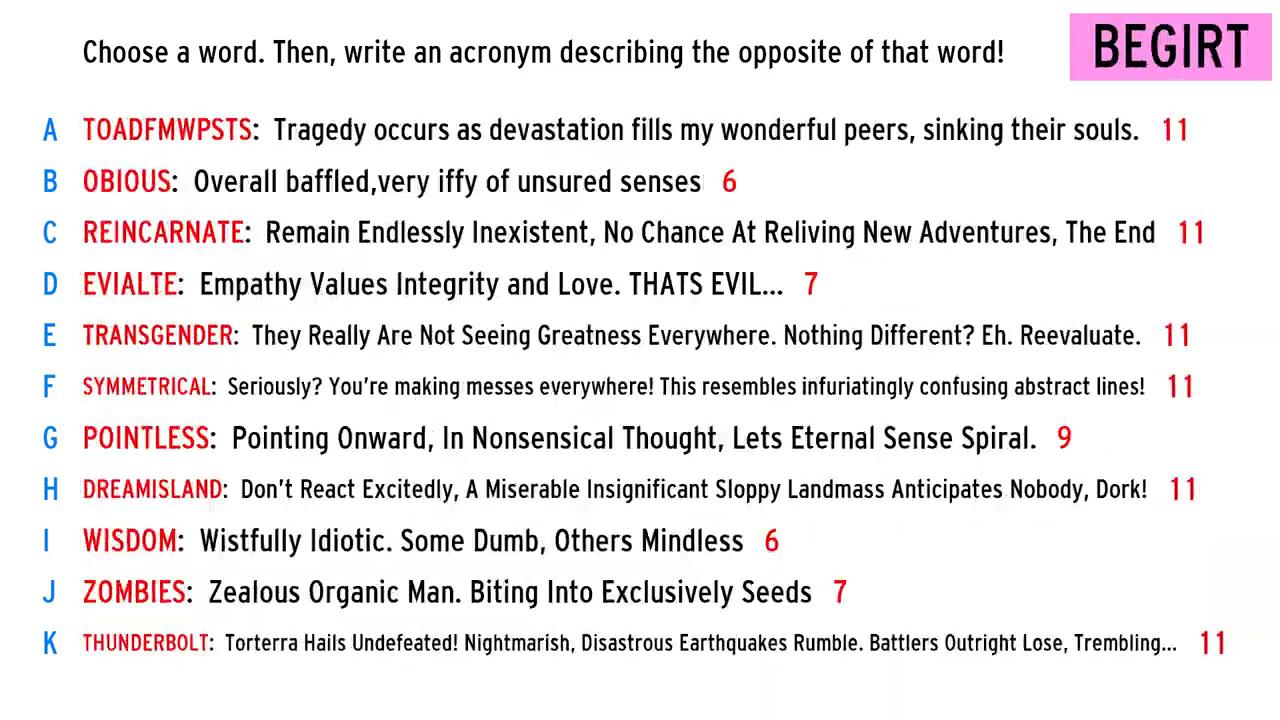 Choose a word. Then, write an acronym describing the opposite of that word!
BEGIRT
A TOADFMWPSTS: Tragedy occurs as devastation fills my wonderful peers, sinking their souls. 11
B OBIOUS: Overall baffled,very iffy of unsured senses 6
C REINCARNATE: Remain Endlessly Inexistent, No Chance At Reliving New Adventures, The End 11
D EVIALTE: Empathy Values Integrity and Love. THATS EVIL... 7
E TRANSGENDER: They Really Are Not Seeing Greatness Everywhere. Nothing Different? Eh. Reevaluate. 11
F SYMMETRICAL: Seriously? You're making messes everywhere! This resembles infuriatingly confusing abstract lines! 11
G POINTLESS: Pointing Onward, In Nonsensical Thought, Lets Eternal Sense Spiral. 9
H DREAMISLAND: Don't React Excitedly, A Miserable Insignificant Sloppy Landmass Anticipates Nobody, Dork! 11
I WISDOM: Wistfully Idiotic. Some Dumb, Others Mindless 6
J ZOMBIES: Zealous Organic Man. Biting Into Exclusively Seeds 7
K THUNDERBOLT: Torterra Hails Undefeated! Nightmarish, Disastrous Earthquakes Rumble. Battlers Outright Lose, Trembling... 11